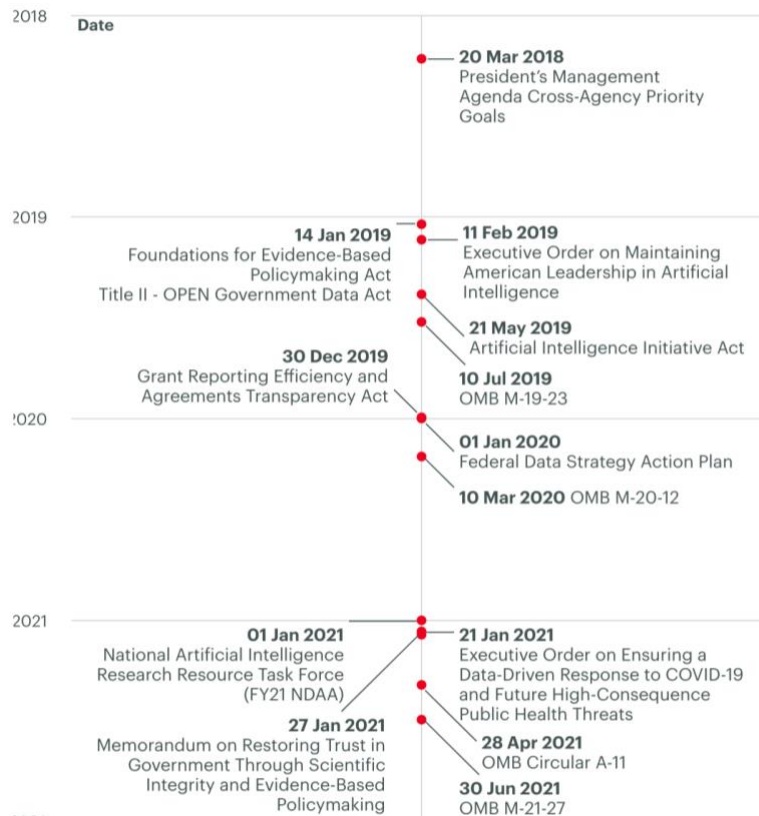 2018
Date
20 Mar 2018
President's Management
Agenda Cross-Agency Priority
Goals
2019
14 Jan 2019
Foundations for Evidence-Based
Policymaking Act
Title II - OPEN Government Data Act
11 Feb 2019
Executive Order on Maintaining
American Leadership in Artificial
Intelligence
21 May 2019
Artificial Intelligence Initiative Act
30 Dec 2019
Grant Reporting Efficiency and
Agreements Transparency Act
10 Jul 2019
OMB M-19-23
2020
01 Jan 2020
Federal Data Strategy Action Plan
10 Mar 2020 OMB M-20-12
2021
01 Jan 2021
National Artificial Intelligence
Research Resource Task Force
(FY21 NDAA)
21 Jan 2021
Executive Order on Ensuring a
Data-Driven Response to COVID-19
and Future High-Consequence
Public Health Threats
27 Jan 2021
Memorandum on Restoring Trust in
Government Through Scientific
Integrity and Evidence-Based
Policymaking
28 Apr 2021
OMB Circular A-11
30 Jun 2021
OMB M-21-27